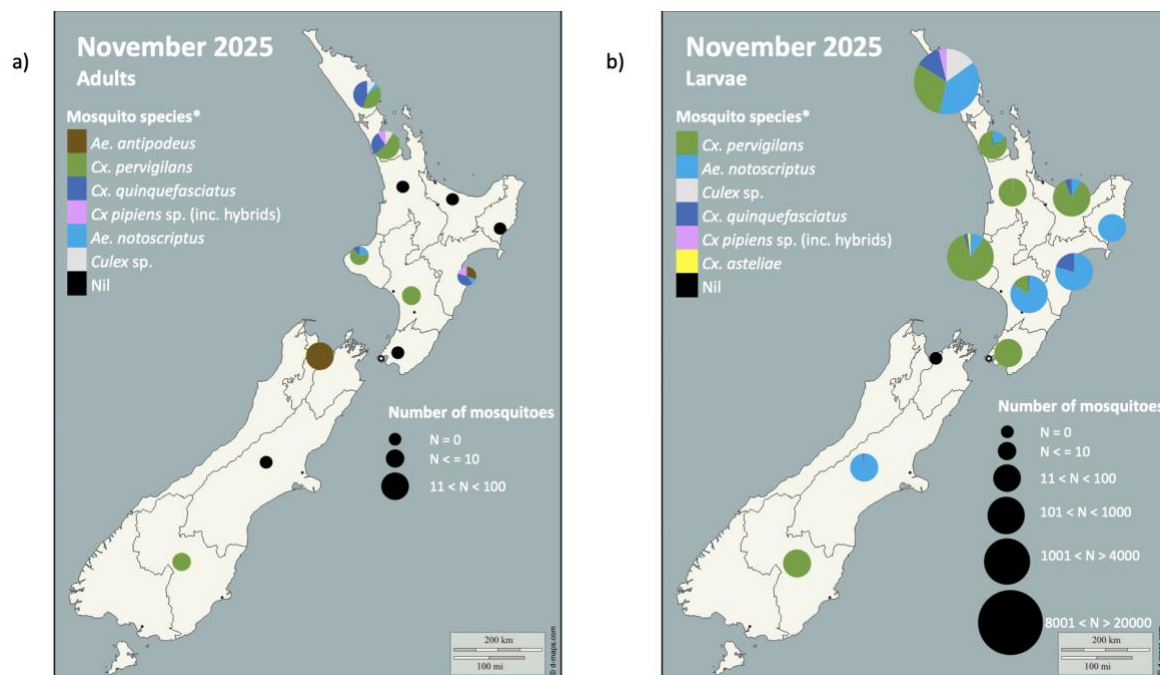 a)
November 2025
Adults
Mosquito species*
Ae. antipodeus
Cx. pervigilans
Cx. quinquefasciatus
Cx pipiens sp. (inc. hybrids)
Ae. notoscriptus
Culex sp.
Nil
Number of mosquitoes
N = 0
N < = 10
11 < N < 100
200 km
100 mi
© d-maps.com
b)
November 2025
Larvae
Mosquito species*
Cx. pervigilans
Ae. notoscriptus
Culex sp.
Cx. quinquefasciatus
Cx pipiens sp. (inc. hybrids)
Cx. asteliae
Nil
Number of mosquitoes
N = 0
N < = 10
11 < N < 100
101 < N < 1000
1001 < N > 4000
8001 < N > 20000
200 km
100 mi
© d-maps.com